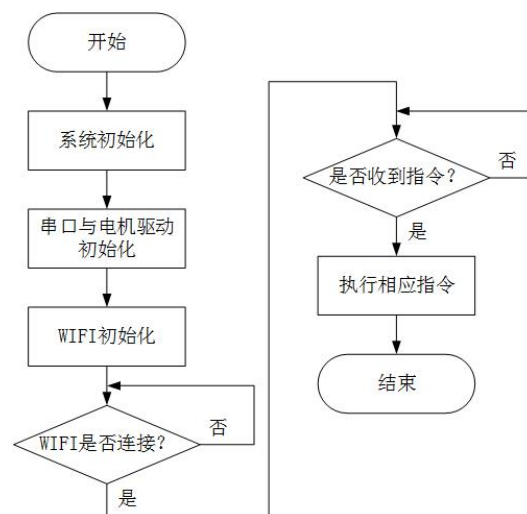 开始
系统初始化
串口与电机驱动
初始化
WIFI初始化
WIFI是否连接?
否
是
是否收到指令?
否
是
执行相应指令
结束